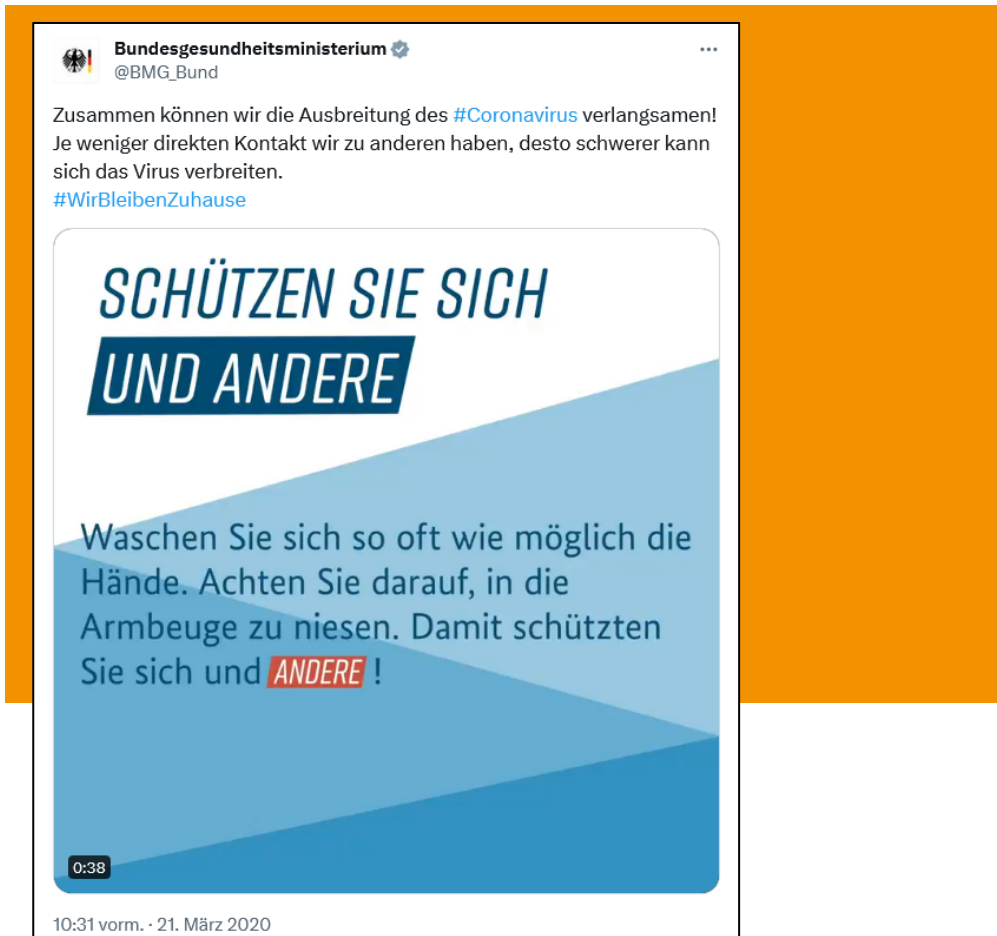 Bundesgesundheitsministerium
@BMG_Bund
Zusammen können wir die Ausbreitung des #Coronavirus verlangsamen!
Je weniger direkten Kontakt wir zu anderen haben, desto schwerer kann
sich das Virus verbreiten.
#WirBleibenZuhause
SCHÜTZEN SIE SICH
UND ANDERE
Waschen Sie sich so oft wie möglich die
Hände. Achten Sie darauf, in die
Armbeuge zu niesen. Damit schützten
Sie sich und ANDERE !
0:38
10:31 vorm. · 21. März 2020